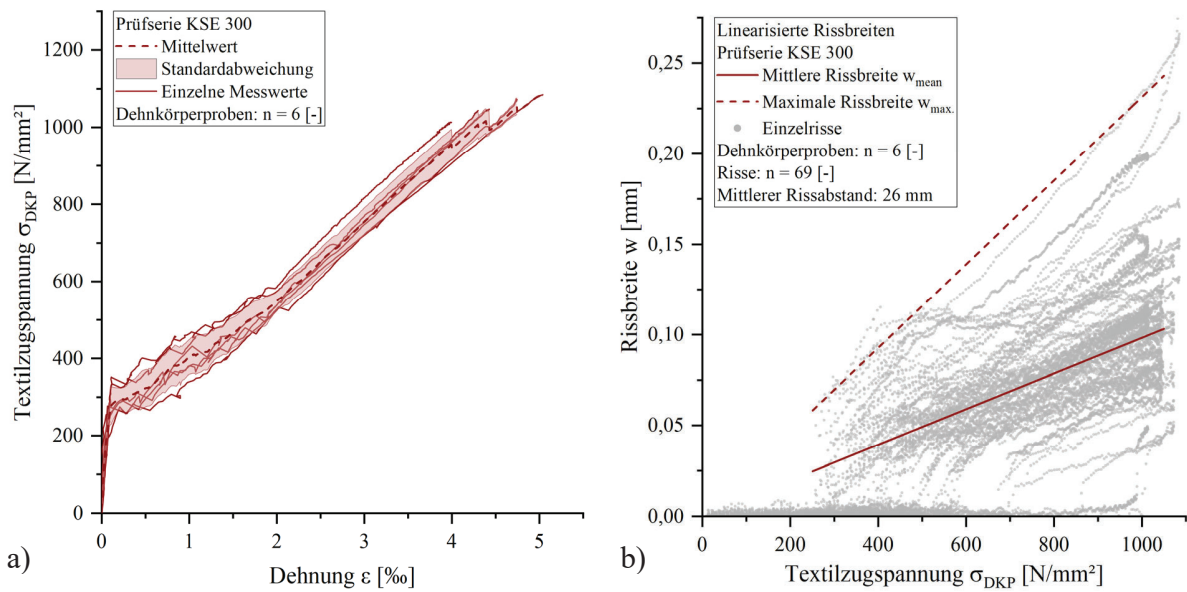 Prüfserie KSE 300
Mittelwert
Standardabweichung
Einzelne Messwerte
Dehnkörperproben: n = 6 [-]
1200
1000
800
600
400
200
0
Textilzugspannung σDKP [N/mm²]
0 1 2 3 4 5
Dehnung ε [‰]
a)
Linearisierte Rissbreiten
Prüfserie KSE 300
Mittlere Rissbreite wmean
Maximale Rissbreite wmax.
Einzelrisse
Dehnkörperproben: n = 6 [-]
Risse: n = 69 [-]
Mittlerer Rissabstand: 26 mm
0,25
0,20
0,15
0,10
0,05
0,00
Rissbreite w [mm]
0 200 400 600 800 1000
Textilzugspannung σDKP [N/mm²]
b)